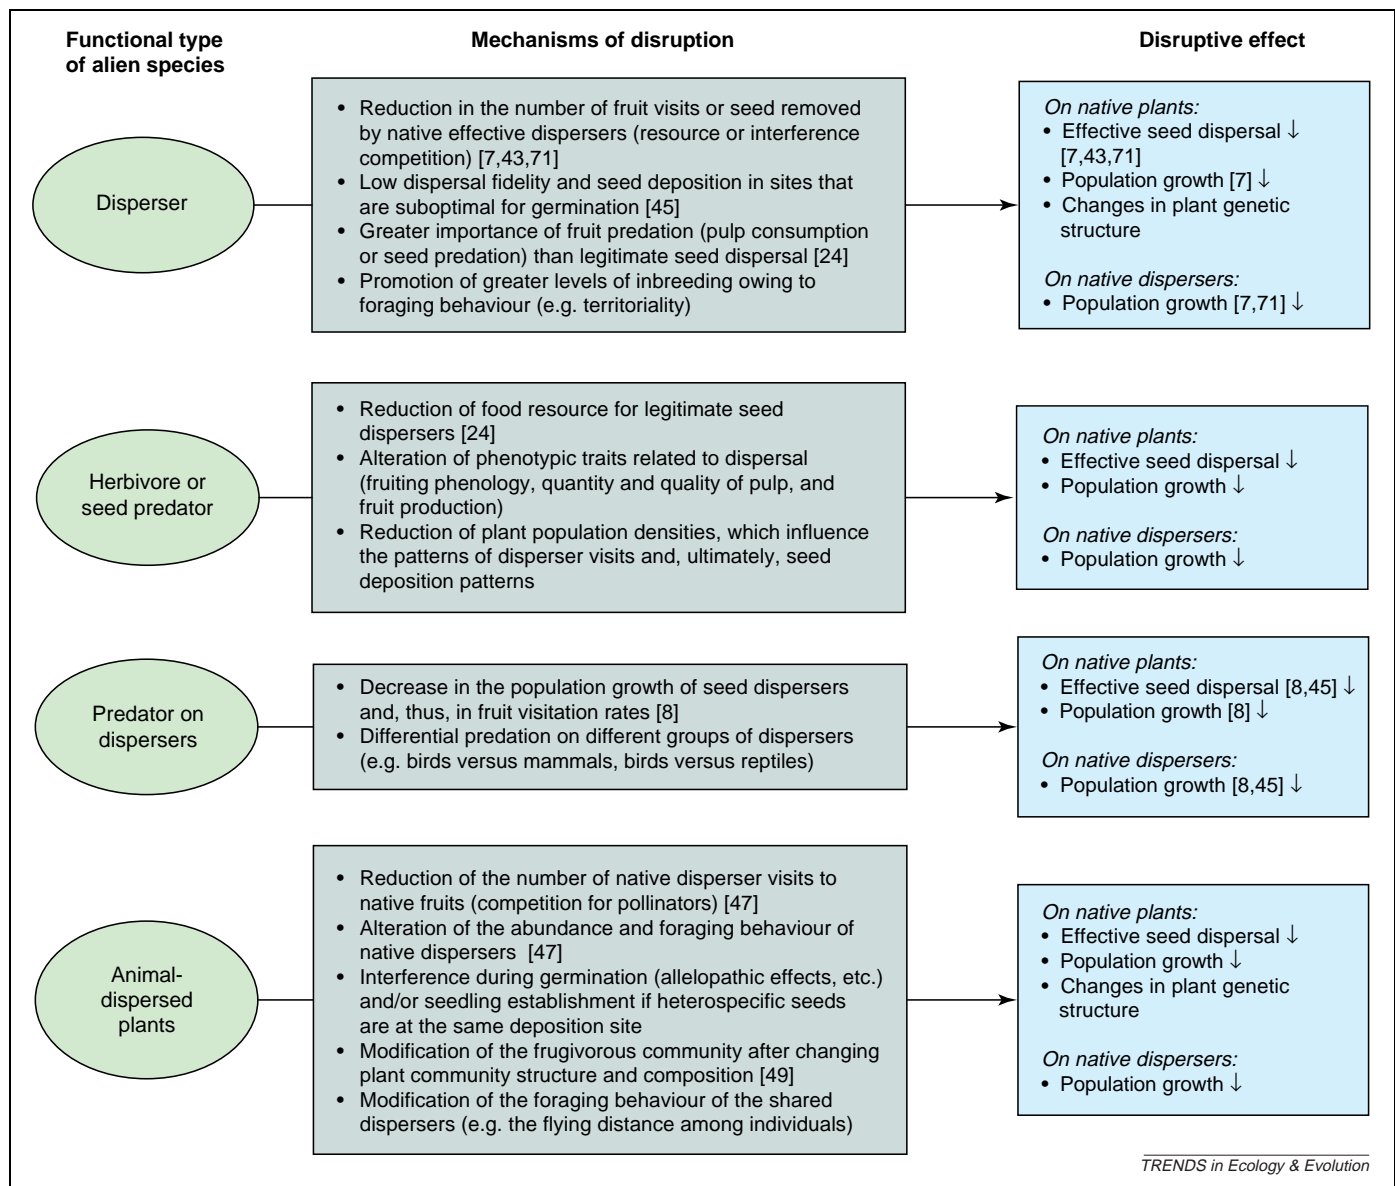 Functional type
of alien species
Mechanisms of disruption
Disruptive effect
Disperser
• Reduction in the number of fruit visits or seed removed
by native effective dispersers (resource or interference
competition) [7,43,71]
• Low dispersal fidelity and seed deposition in sites that
are suboptimal for germination [45]
• Greater importance of fruit predation (pulp consumption
or seed predation) than legitimate seed dispersal [24]
• Promotion of greater levels of inbreeding owing to
foraging behaviour (e.g. territoriality)
On native plants:
• Effective seed dispersal ↓
[7,43,71]
• Population growth [7] ↓
• Changes in plant genetic
structure
On native dispersers:
• Population growth [7,71] ↓
Herbivore or
seed predator
• Reduction of food resource for legitimate seed
dispersers [24]
• Alteration of phenotypic traits related to dispersal
(fruiting phenology, quantity and quality of pulp, and
fruit production)
• Reduction of plant population densities, which influence
the patterns of disperser visits and, ultimately, seed
deposition patterns
On native plants:
• Effective seed dispersal ↓
• Population growth ↓
On native dispersers:
• Population growth ↓
Predator on
dispersers
• Decrease in the population growth of seed dispersers
and, thus, in fruit visitation rates [8]
• Differential predation on different groups of dispersers
(e.g. birds versus mammals, birds versus reptiles)
On native plants:
• Effective seed dispersal [8,45] ↓
• Population growth [8] ↓
On native dispersers:
• Population growth [8,45] ↓
Animal-
dispersed
plants
• Reduction of the number of native disperser visits to
native fruits (competition for pollinators) [47]
• Alteration of the abundance and foraging behaviour of
native dispersers [47]
• Interference during germination (allelopathic effects, etc.)
and/or seedling establishment if heterospecific seeds
are at the same deposition site
• Modification of the frugivorous community after changing
plant community structure and composition [49]
• Modification of the foraging behaviour of the shared
dispersers (e.g. the flying distance among individuals)
On native plants:
• Effective seed dispersal ↓
• Population growth ↓
• Changes in plant genetic
structure
On native dispersers:
• Population growth ↓
TRENDS in Ecology & Evolution